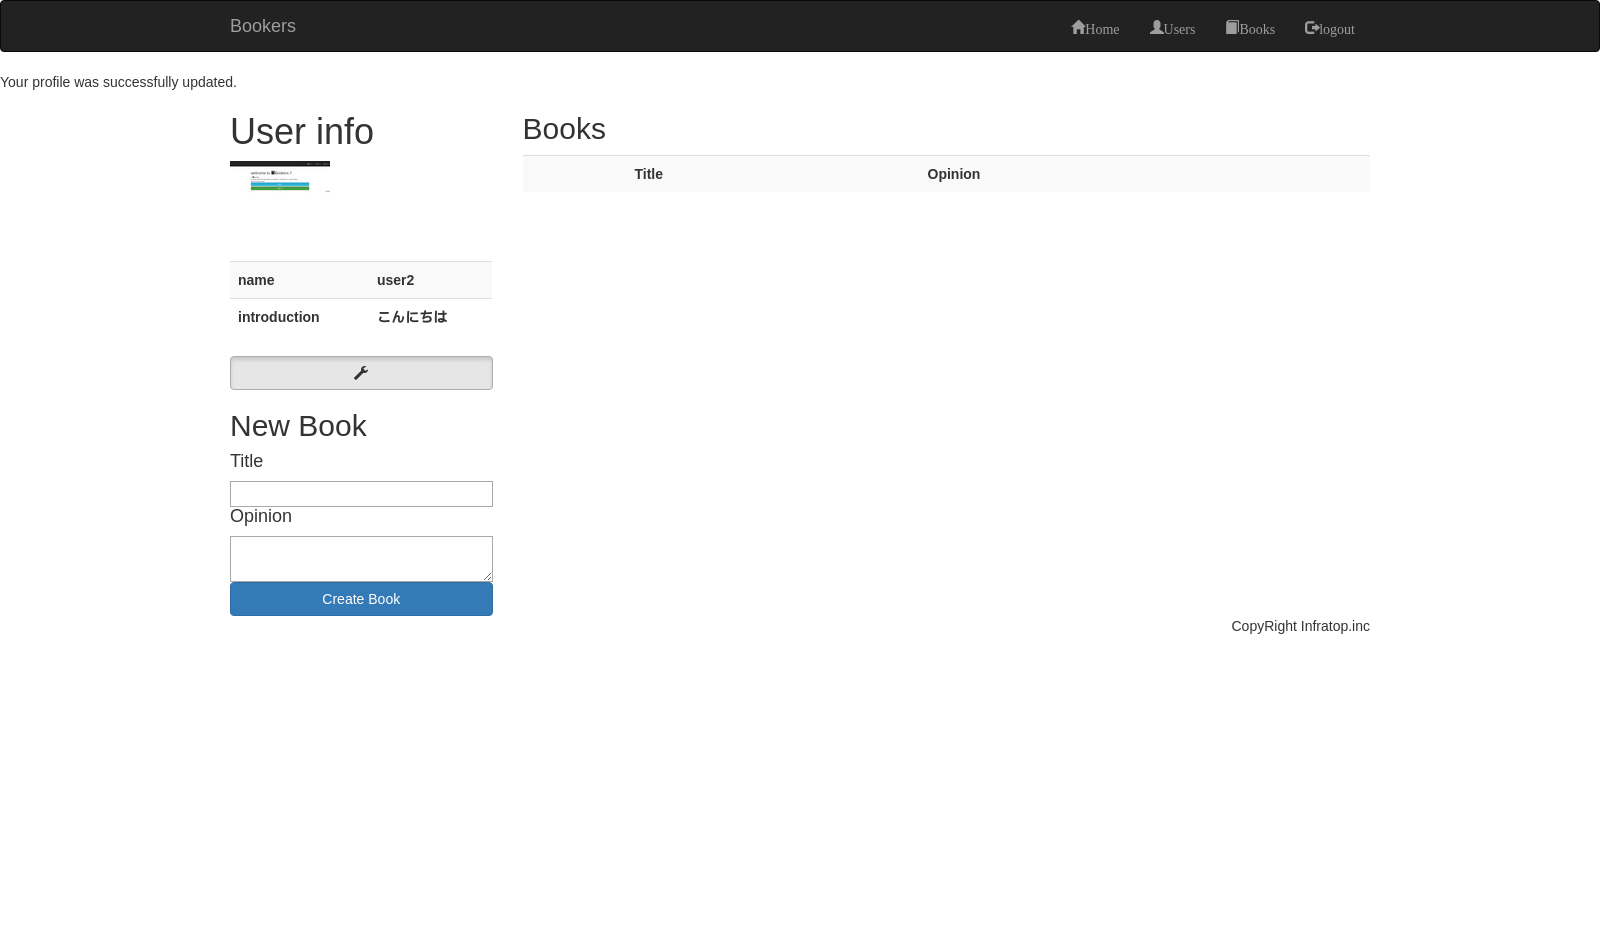 Bookers
Home
Users
Books
logout
Your profile was successfully updated.
User info
name user2
introduction こんにちは
New Book
Title
Opinion
Create Book
Books
Title Opinion
CopyRight Infratop.inc